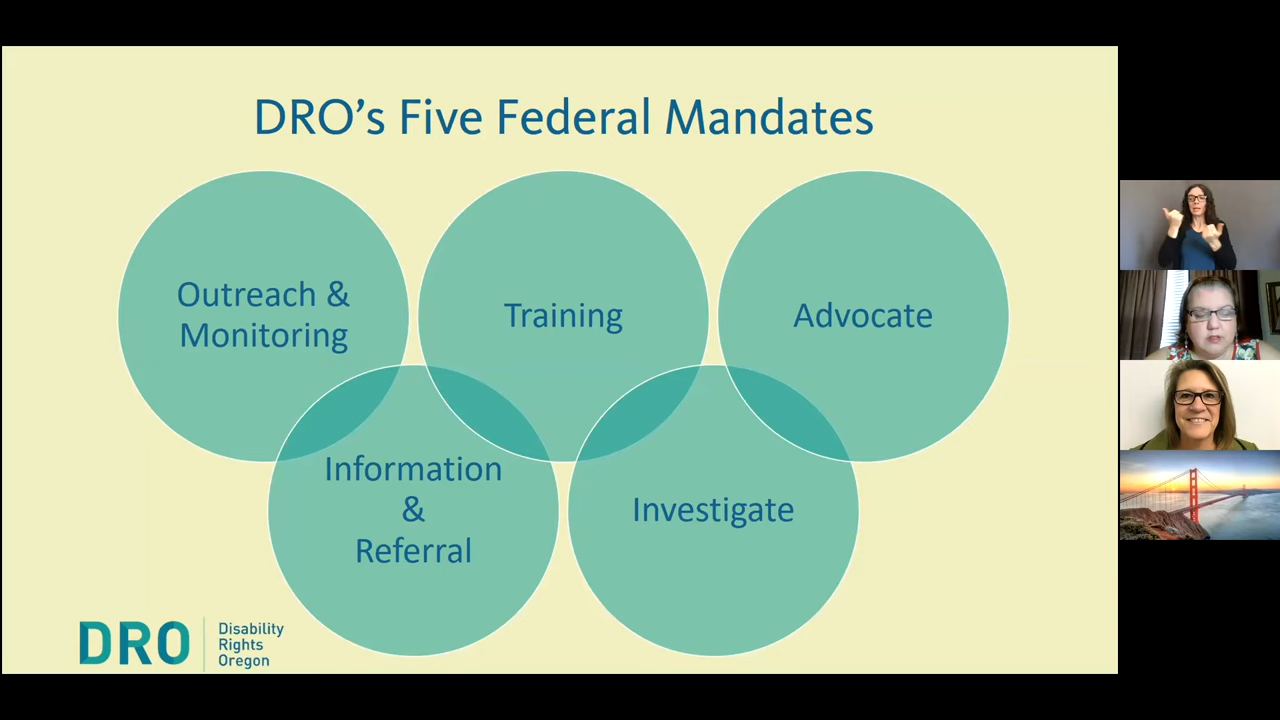 DRO’s Five Federal Mandates
Outreach &
Monitoring
Training
Advocate
Information
&
Referral
Investigate
DRO
Disability
Rights
Oregon